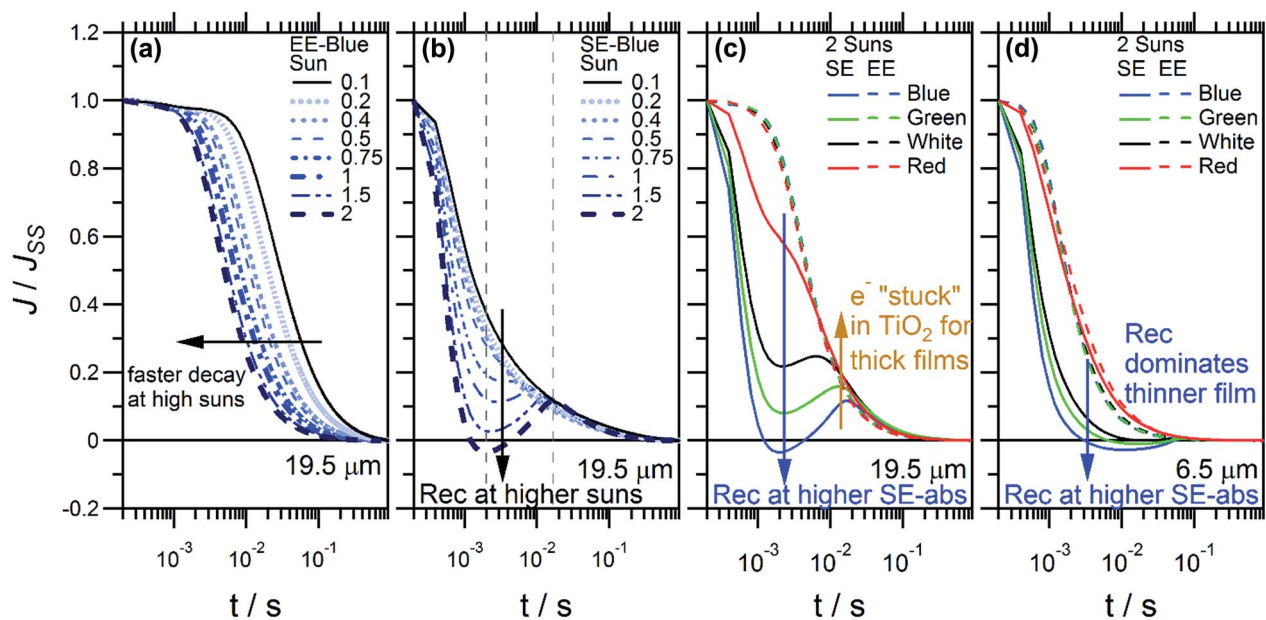 (a)
EE-Blue
Sun
0.1
0.2
0.4
0.5
0.75
1
1.5
2
faster decay
at high suns
19.5 μm
(b)
SE-Blue
Sun
0.1
0.2
0.4
0.5
0.75
1
1.5
2
19.5 μm
Rec at higher suns
(c)
2 Suns
SE EE
Blue
Green
White
Red
e⁻ "stuck"
in TiO₂ for
thick films
19.5 μm
Rec at higher SE-abs
(d)
2 Suns
SE EE
Blue
Green
White
Red
Rec
dominates
thinner film
6.5 μm
Rec at higher SE-abs
J / J_SS
1.2
1.0
0.8
0.6
0.4
0.2
0
-0.2
10⁻³ 10⁻² 10⁻¹
10⁻³ 10⁻² 10⁻¹
10⁻³ 10⁻² 10⁻¹
10⁻³ 10⁻² 10⁻¹
t / s
t / s
t / s
t / s